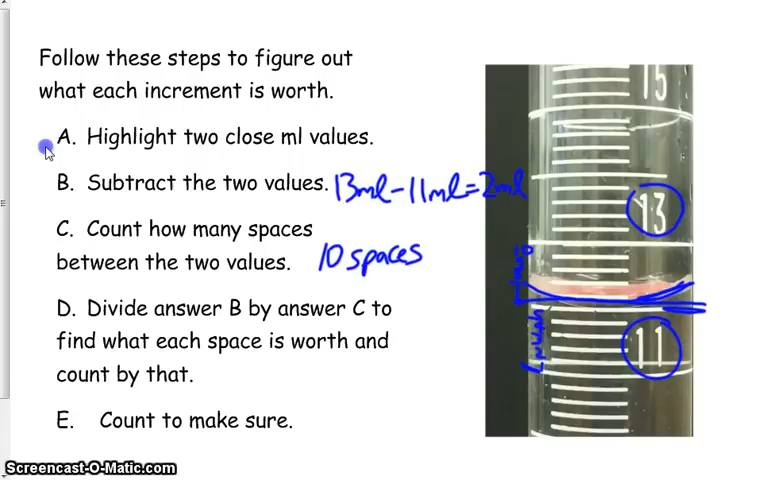 Follow these steps to figure out
what each increment is worth.
A. Highlight two close ml values.
B. Subtract the two values. 13ml-11ml=2ml
C. Count how many spaces
between the two values. 10 spaces
D. Divide answer B by answer C to
find what each space is worth and
count by that.
E. Count to make sure.
15
13
11
Screencast-O-Matic.com